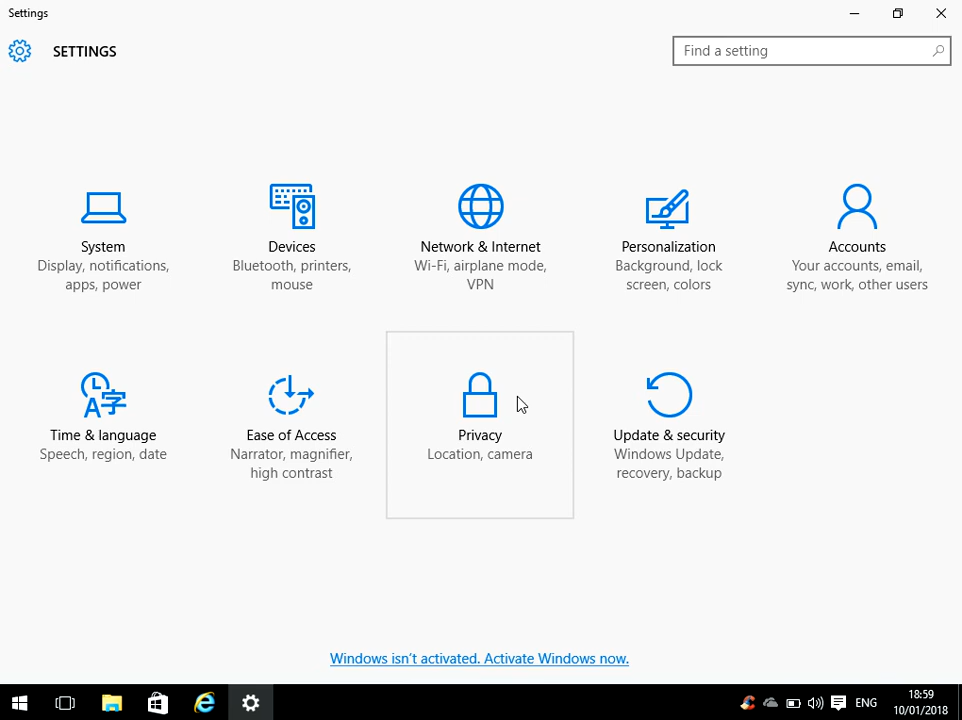 Settings
SETTINGS
Find a setting
System
Display, notifications,
apps, power
Devices
Bluetooth, printers,
mouse
Network & Internet
Wi-Fi, airplane mode,
VPN
Personalization
Background, lock
screen, colors
Accounts
Your accounts, email,
sync, work, other users
A字
Time & language
Speech, region, date
Ease of Access
Narrator, magnifier,
high contrast
Privacy
Location, camera
Update & security
Windows Update,
recovery, backup
Windows isn't activated. Activate Windows now.
ENG
18:59
10/01/2018